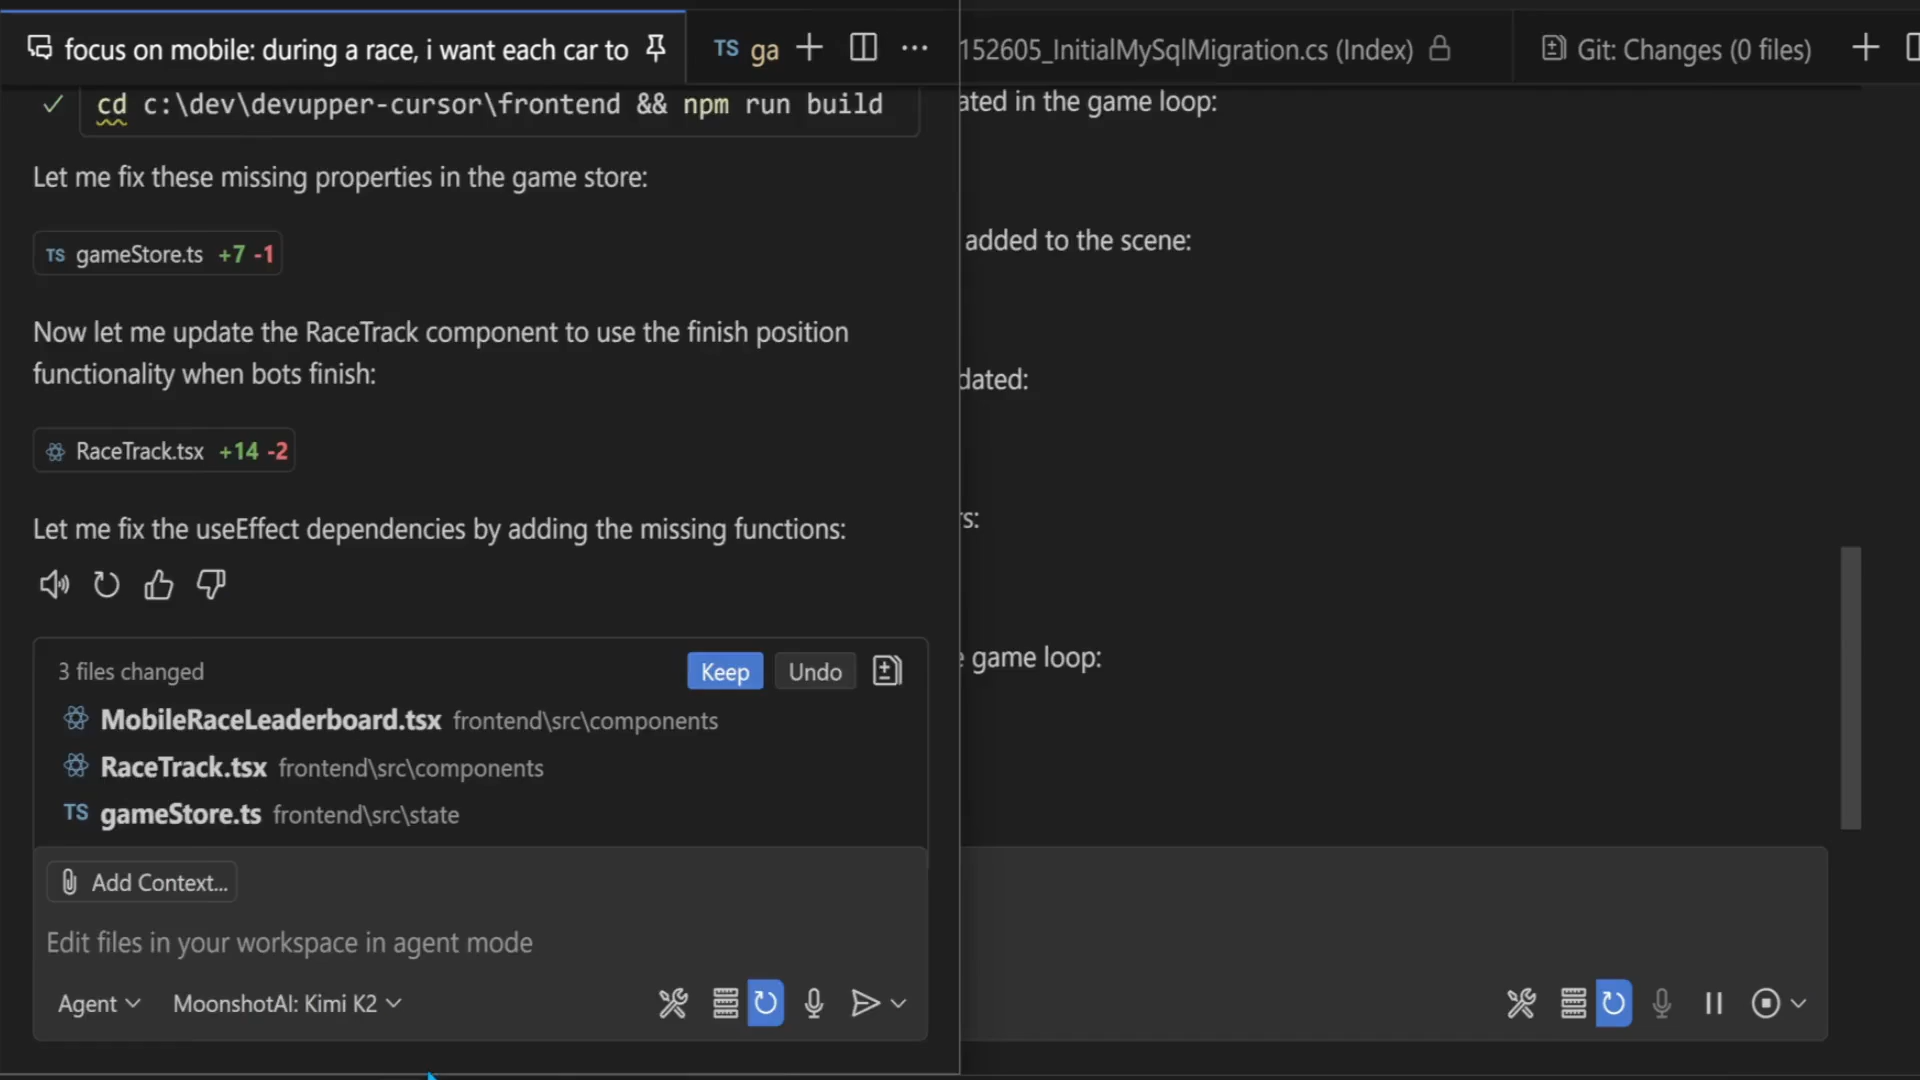 focus on mobile: during a race, i want each car to
TS ga
152605_InitialMySqlMigration.cs (Index)
Git: Changes (0 files)
cd c:\dev\devupper-cursor\frontend && npm run build
Let me fix these missing properties in the game store:
TS gameStore.ts +7 -1
Now let me update the RaceTrack component to use the finish position
functionality when bots finish:
RaceTrack.tsx +14 -2
Let me fix the useEffect dependencies by adding the missing functions:
3 files changed
Keep
Undo
MobileRaceLeaderboard.tsx frontend\src\components
RaceTrack.tsx frontend\src\components
TS gameStore.ts frontend\src\state
Add Context...
Edit files in your workspace in agent mode
Agent
MoonshotAI: Kimi K2
ated in the game loop:
added to the scene:
dated:
rs:
e game loop: